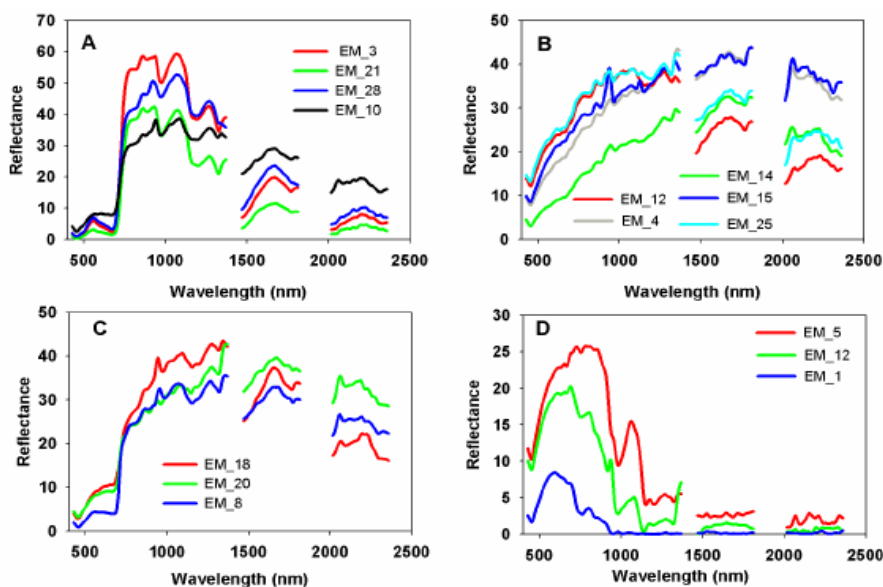 A
Reflectance
70
60
50
40
30
20
10
0
EM_3
EM_21
EM_28
EM_10
500 1000 1500 2000 2500
Wavelength (nm)
B
Reflectance
50
40
30
20
10
0
EM_12
EM_4
EM_14
EM_15
EM_25
500 1000 1500 2000 2500
Wavelength (nm)
C
Reflectance
50
40
30
20
10
0
EM_18
EM_20
EM_8
500 1000 1500 2000 2500
Wavelength (nm)
D
Reflectance
30
25
20
15
10
5
0
EM_5
EM_12
EM_1
500 1000 1500 2000 2500
Wavelength (nm)